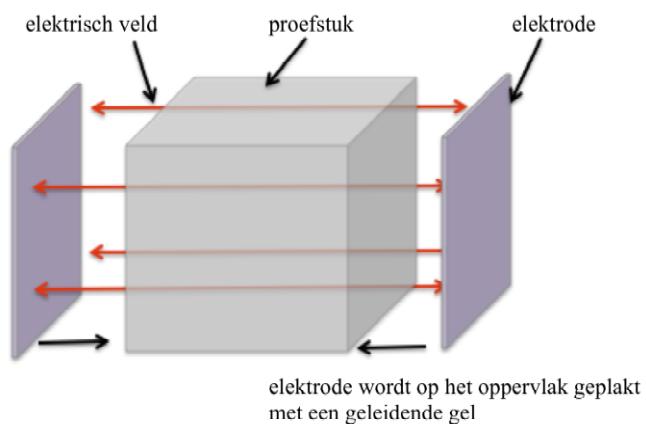 elektrisch veld
proefstuk
elektrode
elektrode wordt op het oppervlak geplakt
met een geleidende gel